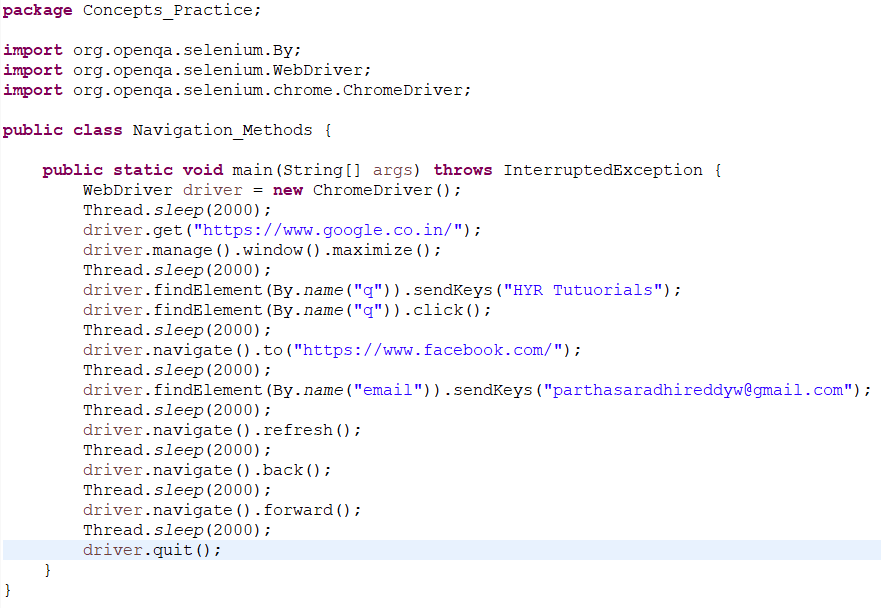 package Concepts_Practice;
import org.openqa.selenium.By;
import org.openqa.selenium.WebDriver;
import org.openqa.selenium.chrome.ChromeDriver;
public class Navigation_Methods {
public static void main(String[] args) throws InterruptedException {
WebDriver driver = new ChromeDriver();
Thread.sleep(2000);
driver.get("https://www.google.co.in/");
driver.manage().window().maximize();
Thread.sleep(2000);
driver.findElement(By.name("q")).sendKeys("HYR Tutuorials");
driver.findElement(By.name("q")).click();
Thread.sleep(2000);
driver.navigate().to("https://www.facebook.com/");
Thread.sleep(2000);
driver.findElement(By.name("email")).sendKeys("parthasaradhireddyw@gmail.com");
Thread.sleep(2000);
driver.navigate().refresh();
Thread.sleep(2000);
driver.navigate().back();
Thread.sleep(2000);
driver.navigate().forward();
Thread.sleep(2000);
driver.quit();
}
}